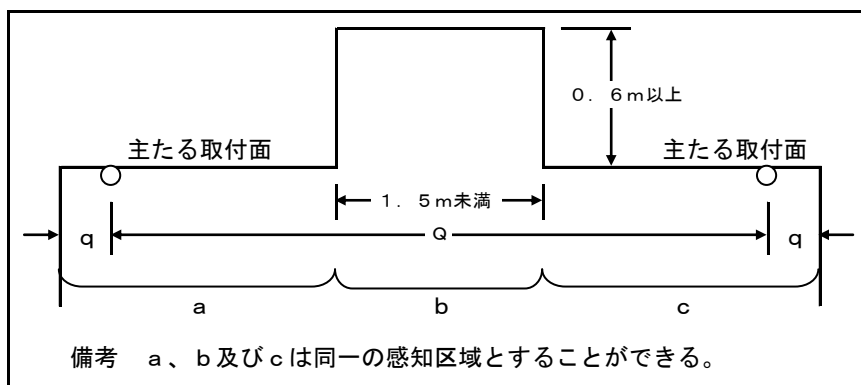 0．6m以上
主たる取付面
主たる取付面
1．5m未満
q
Q
q
a
b
c
備考　a、b及びcは同一の感知区域とすることができる。